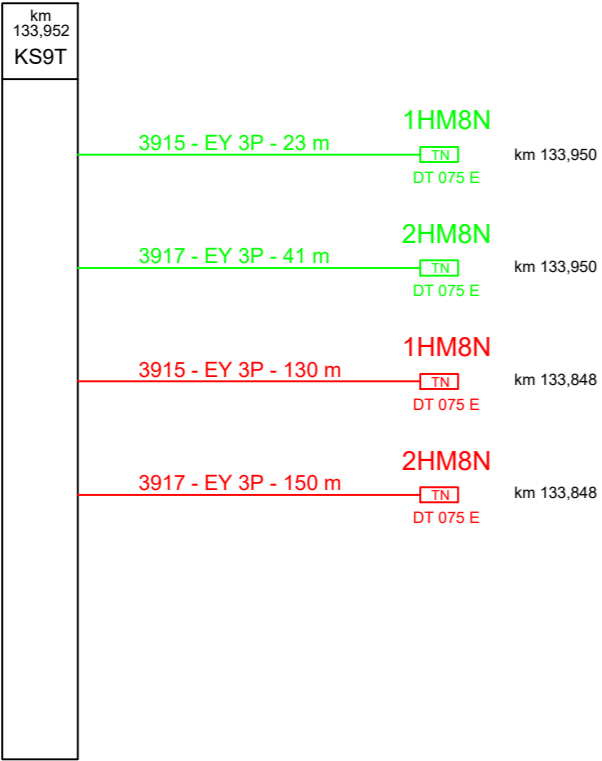 km
133,952
KS9T
1HM8N
3915 - EY 3P - 23 m
TN
km 133,950
DT 075 E
2HM8N
3917 - EY 3P - 41 m
TN
km 133,950
DT 075 E
1HM8N
3915 - EY 3P - 130 m
TN
km 133,848
DT 075 E
2HM8N
3917 - EY 3P - 150 m
TN
km 133,848
DT 075 E